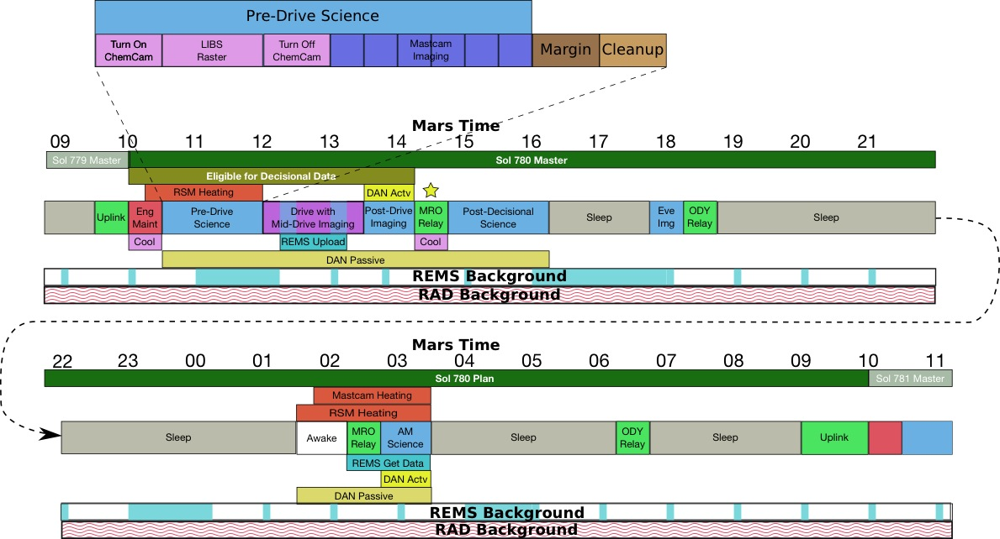 Pre-Drive Science
Turn On
ChemCam
LIBS
Raster
Turn Off
ChemCam
Mastcam
Imaging
Margin
Cleanup
Mars Time
09 10 11 12 13 14 15 16 17 18 19 20 21
Sol 779 Master
Sol 780 Master
Eligible for Decisional Data
RSM Heating
DAN Actv
Uplink
Eng
Maint
Pre-Drive
Science
Drive with
Mid-Drive Imaging
Post-Drive
Imaging
MRO
Relay
Post-Decisional
Science
Sleep
Eve
Img
ODY
Relay
Sleep
Cool
REMS Upload
Cool
DAN Passive
REMS Background
RAD Background
Mars Time
22 23 00 01 02 03 04 05 06 07 08 09 10 11
Sol 780 Plan
Sol 781 Master
Mastcam Heating
RSM Heating
Sleep
Awake
MRO
Relay
AM
Science
Sleep
ODY
Relay
Sleep
Uplink
REMS Get Data
DAN Actv
DAN Passive
REMS Background
RAD Background